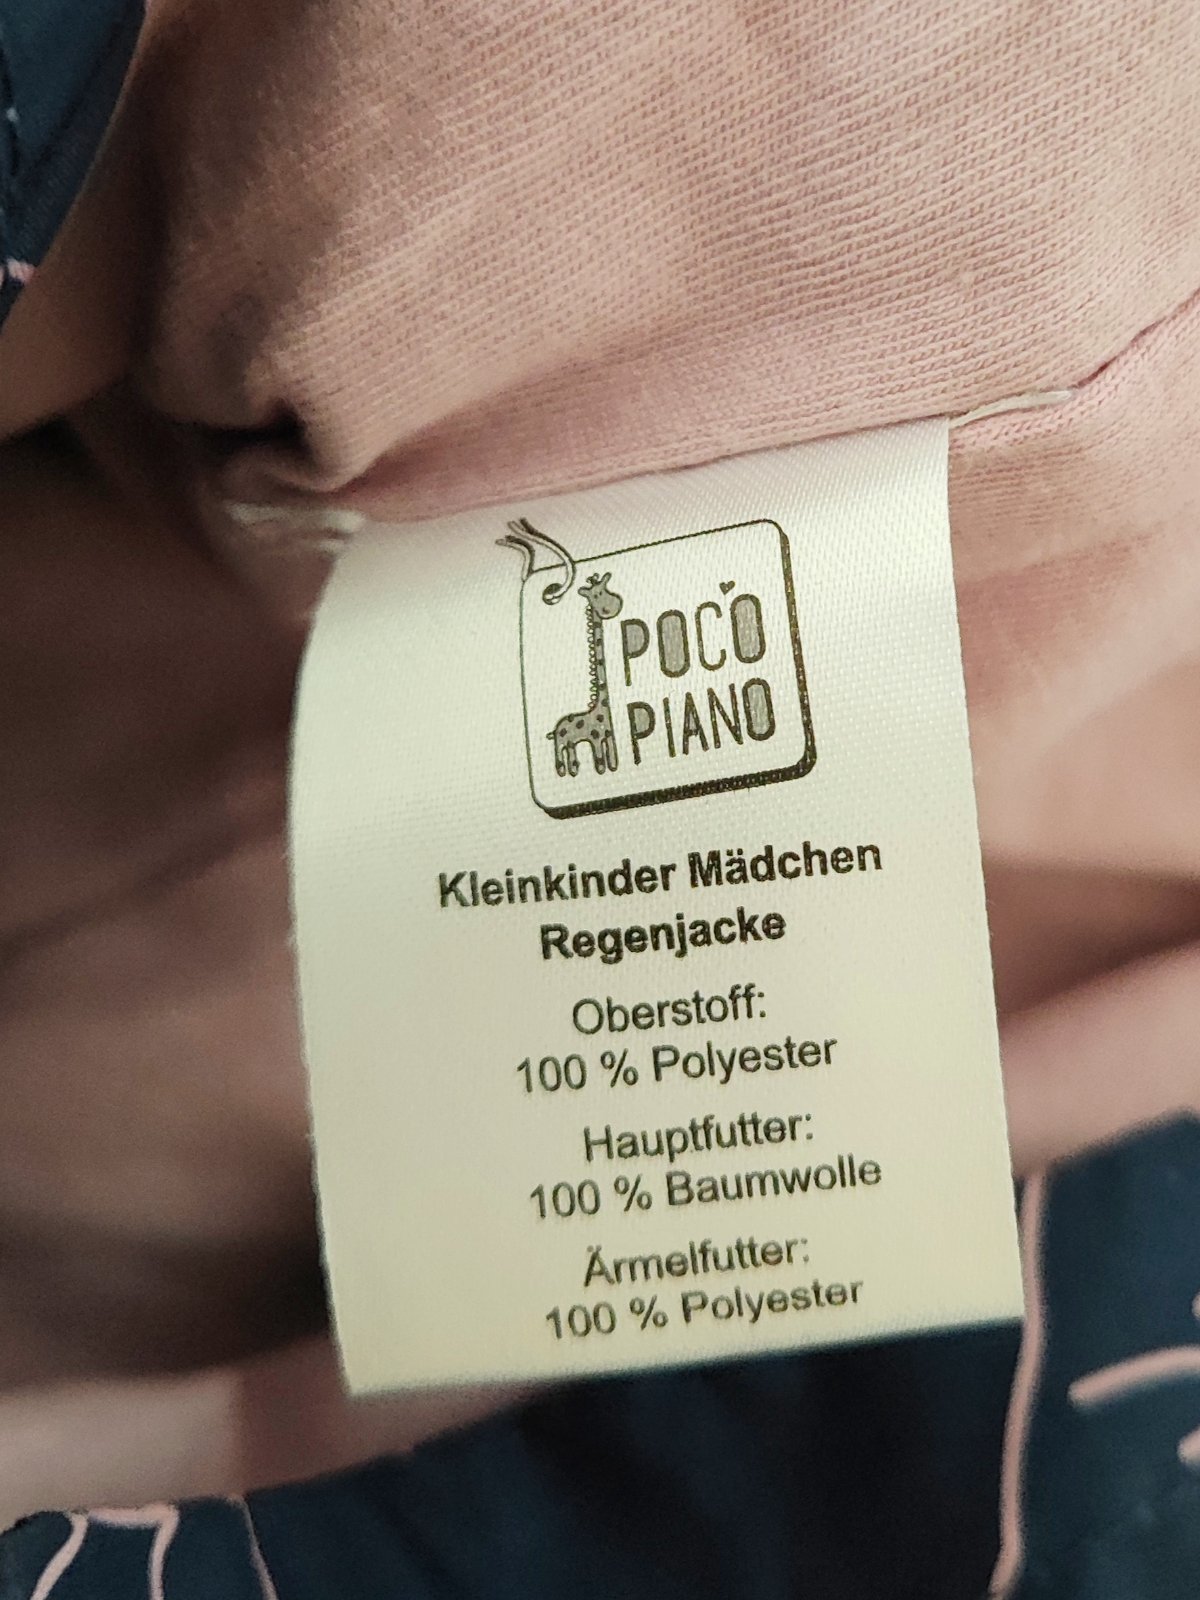 POCO
PIANO
Kleinkinder Mädchen
Regenjacke
Oberstoff:
100 % Polyester
Hauptfutter:
100 % Baumwolle
Ärmelfutter:
100 % Polyester